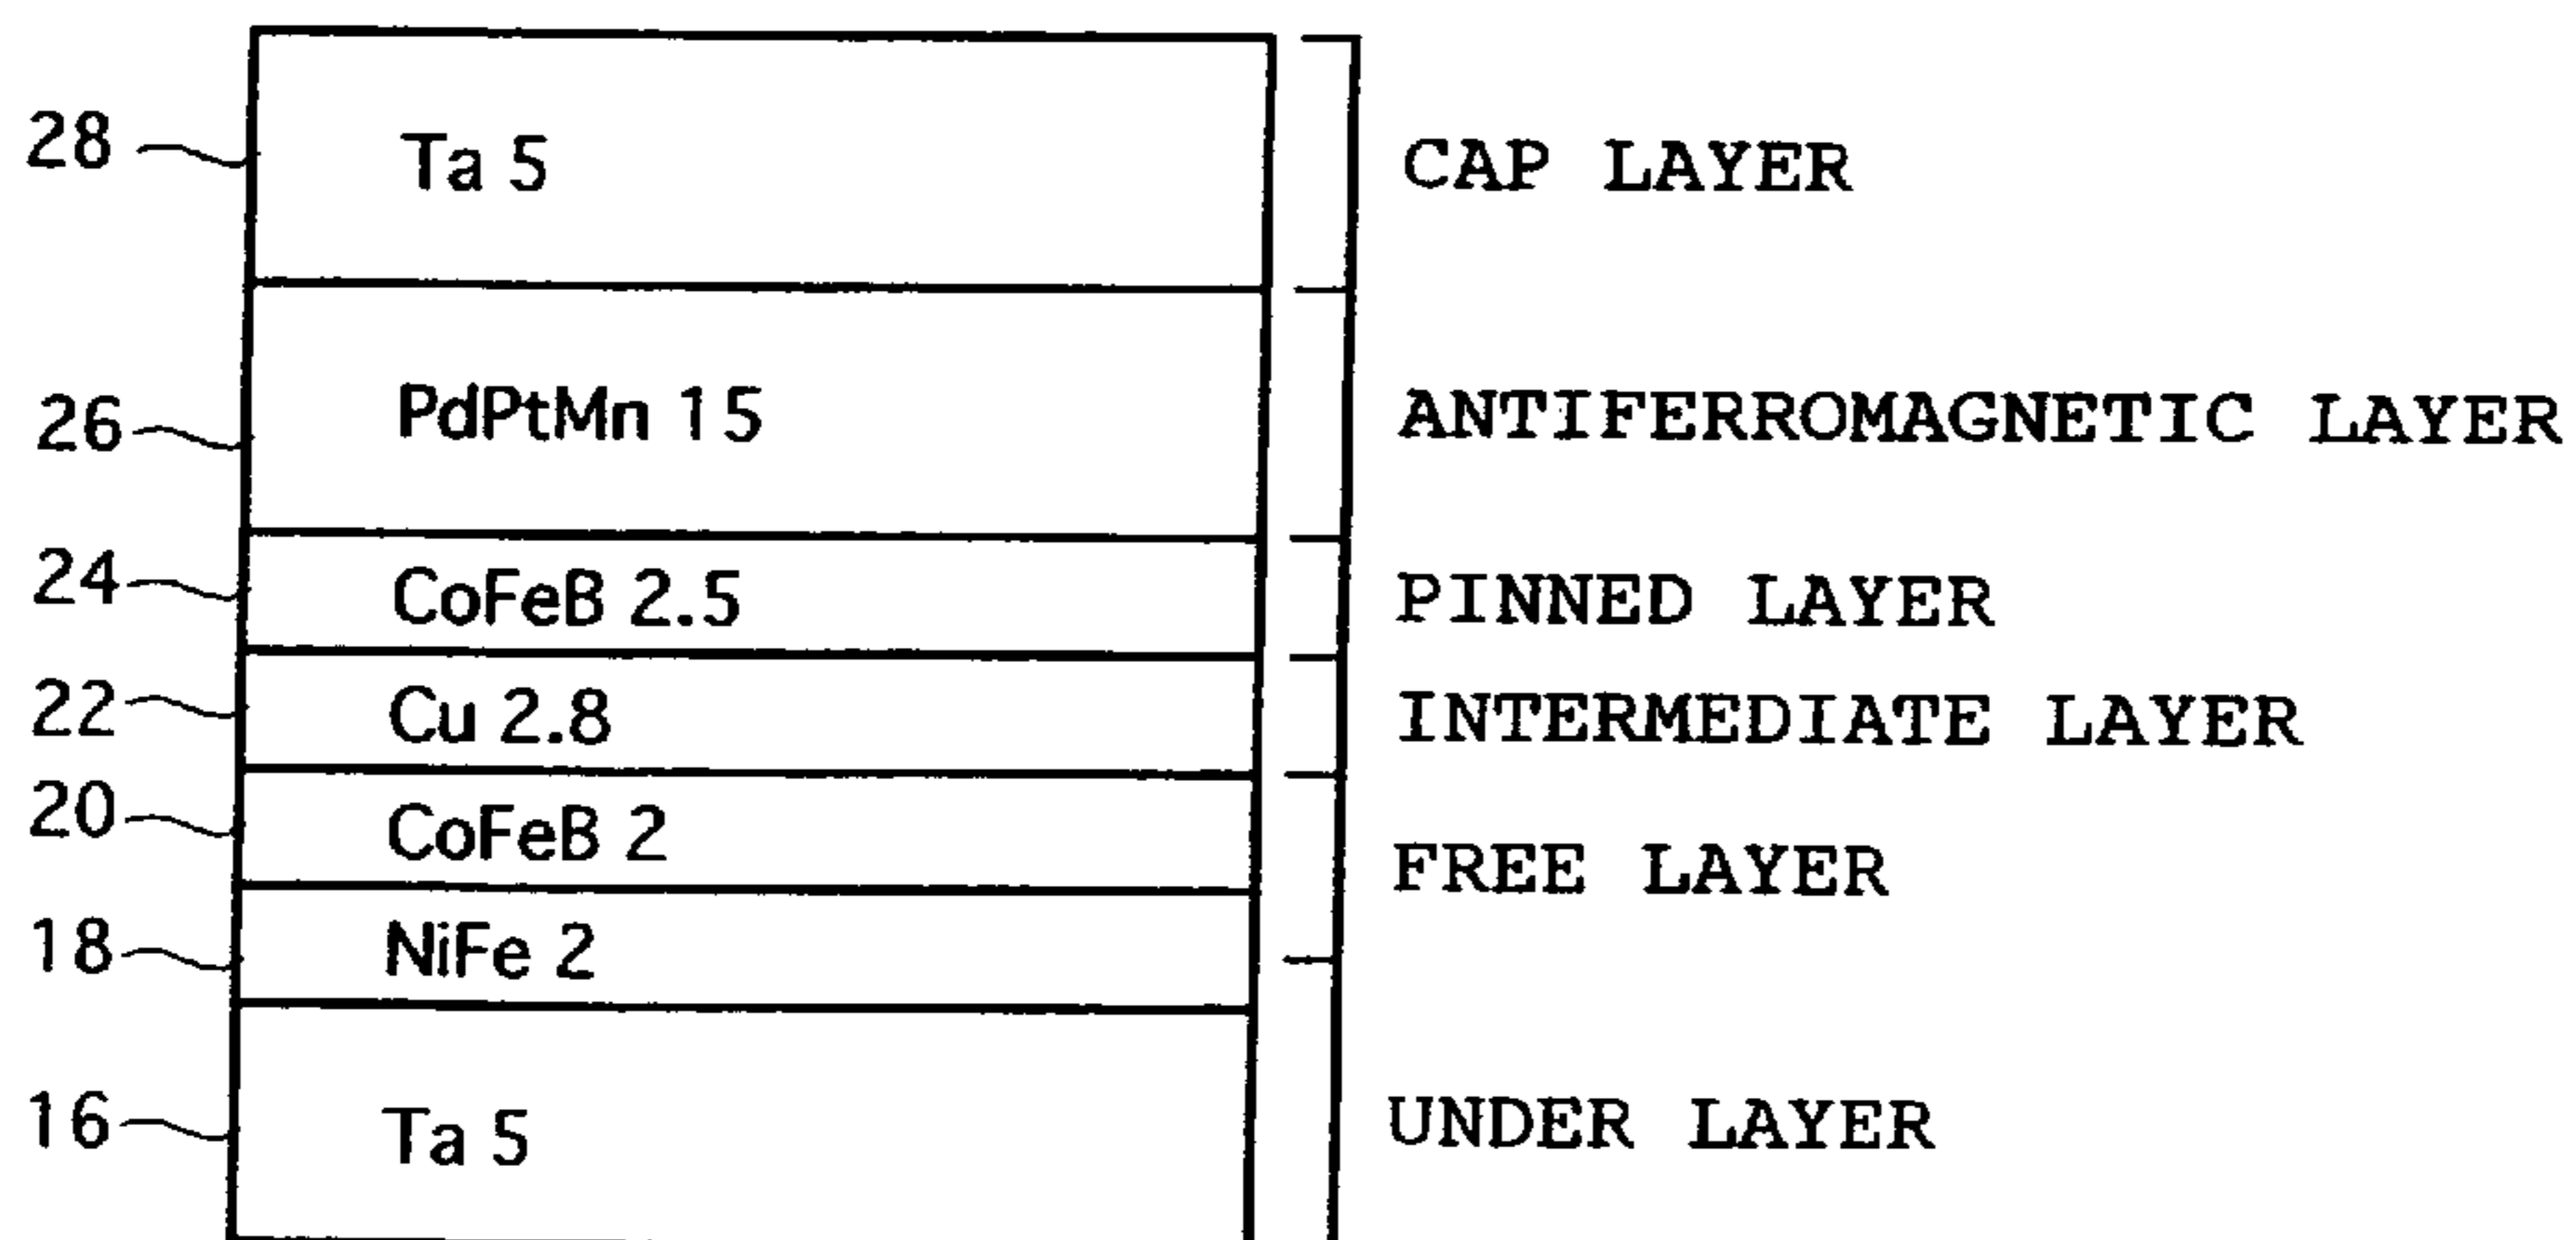 28 Ta 5 CAP LAYER
26 PdPtMn 15 ANTIFERROMAGNETIC LAYER
24 CoFeB 2.5 PINNED LAYER
22 Cu 2.8 INTERMEDIATE LAYER
20 CoFeB 2
FREE LAYER
18 NiFe 2
16 Ta 5 UNDER LAYER